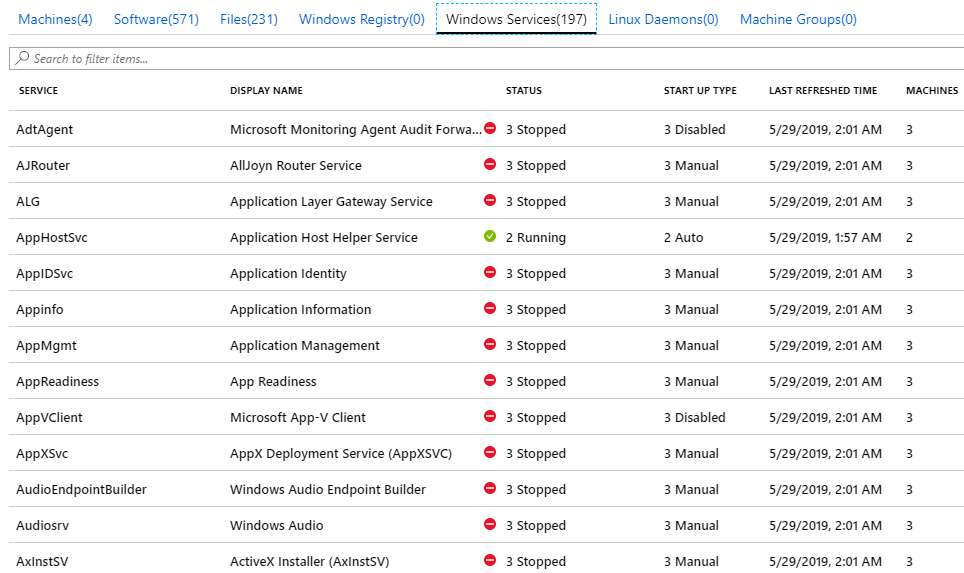 Machines(4) Software(571) Files(231) Windows Registry(0) Windows Services(197) Linux Daemons(0) Machine Groups(0)
Search to filter items...
SERVICE DISPLAY NAME STATUS START UP TYPE LAST REFRESHED TIME MACHINES
AdtAgent Microsoft Monitoring Agent Audit Forwa... 3 Stopped 3 Disabled 5/29/2019, 2:01 AM 3
AJRouter AllJoyn Router Service 3 Stopped 3 Manual 5/29/2019, 2:01 AM 3
ALG Application Layer Gateway Service 3 Stopped 3 Manual 5/29/2019, 2:01 AM 3
AppHostSvc Application Host Helper Service 2 Running 2 Auto 5/29/2019, 1:57 AM 2
AppIDSvc Application Identity 3 Stopped 3 Manual 5/29/2019, 2:01 AM 3
Appinfo Application Information 3 Stopped 3 Manual 5/29/2019, 2:01 AM 3
AppMgmt Application Management 3 Stopped 3 Manual 5/29/2019, 2:01 AM 3
AppReadiness App Readiness 3 Stopped 3 Manual 5/29/2019, 2:01 AM 3
AppVClient Microsoft App-V Client 3 Stopped 3 Disabled 5/29/2019, 2:01 AM 3
AppXSvc AppX Deployment Service (AppXSVC) 3 Stopped 3 Manual 5/29/2019, 2:01 AM 3
AudioEndpointBuilder Windows Audio Endpoint Builder 3 Stopped 3 Manual 5/29/2019, 2:01 AM 3
Audiosrv Windows Audio 3 Stopped 3 Manual 5/29/2019, 2:01 AM 3
AxInstSV ActiveX Installer (AxInstSV) 3 Stopped 3 Manual 5/29/2019, 2:01 AM 3